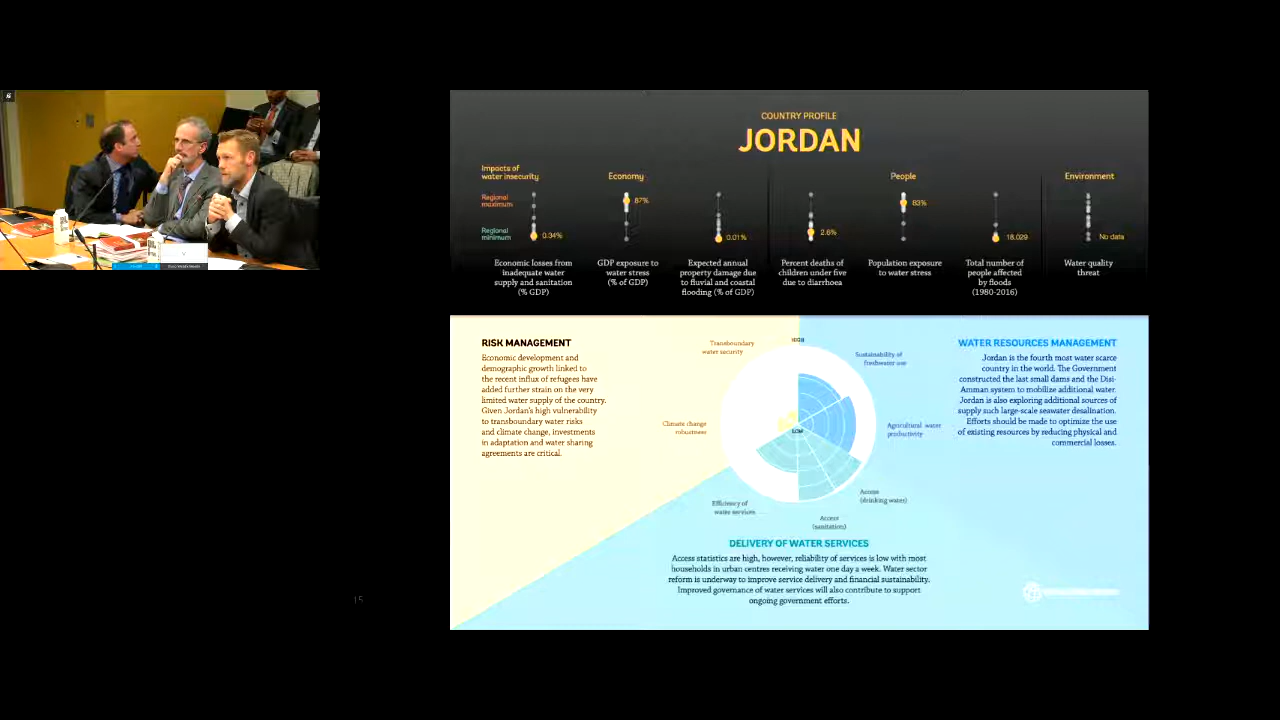 COUNTRY PROFILE
JORDAN
Impacts of
water insecurity
Economy
People
Environment
Regional
maximum
Regional
minimum
0.34%
87%
0.01%
2.6%
83%
18,029
No data
Economic losses from
inadequate water
supply and sanitation
(% GDP)
GDP exposure to
water stress
(% of GDP)
Expected annual
property damage due
to fluvial and coastal
flooding (% of GDP)
Percent deaths of
children under five
due to diarrhoea
Population exposure
to water stress
Total number of
people affected
by floods
(1980-2016)
Water quality
threat
RISK MANAGEMENT
Economic development and
demographic growth linked to
the recent influx of refugees have
added further strain on the very
limited water supply of the country.
Given Jordan's high vulnerability
to transboundary water risks
and climate change, investments
in adaptation and water sharing
agreements are critical.
Transboundary
water security
HIGH
Sustainability of
freshwater use
Climate change
robustness
LOW
Agricultural water
productivity
Efficiency of
water services
Access
(drinking water)
Access
(sanitation)
WATER RESOURCES MANAGEMENT
Jordan is the fourth most water scarce
country in the world. The Government
constructed the last small dams and the Disi-
Amman system to mobilize additional water.
Jordan is also exploring additional sources of
supply such large-scale seawater desalination.
Efforts should be made to optimize the use
of existing resources by reducing physical and
commercial losses.
DELIVERY OF WATER SERVICES
Access statistics are high, however, reliability of services is low with most
households in urban centres receiving water one day a week. Water sector
reform is underway to improve service delivery and financial sustainability.
Improved governance of water services will also contribute to support
ongoing government efforts.
15